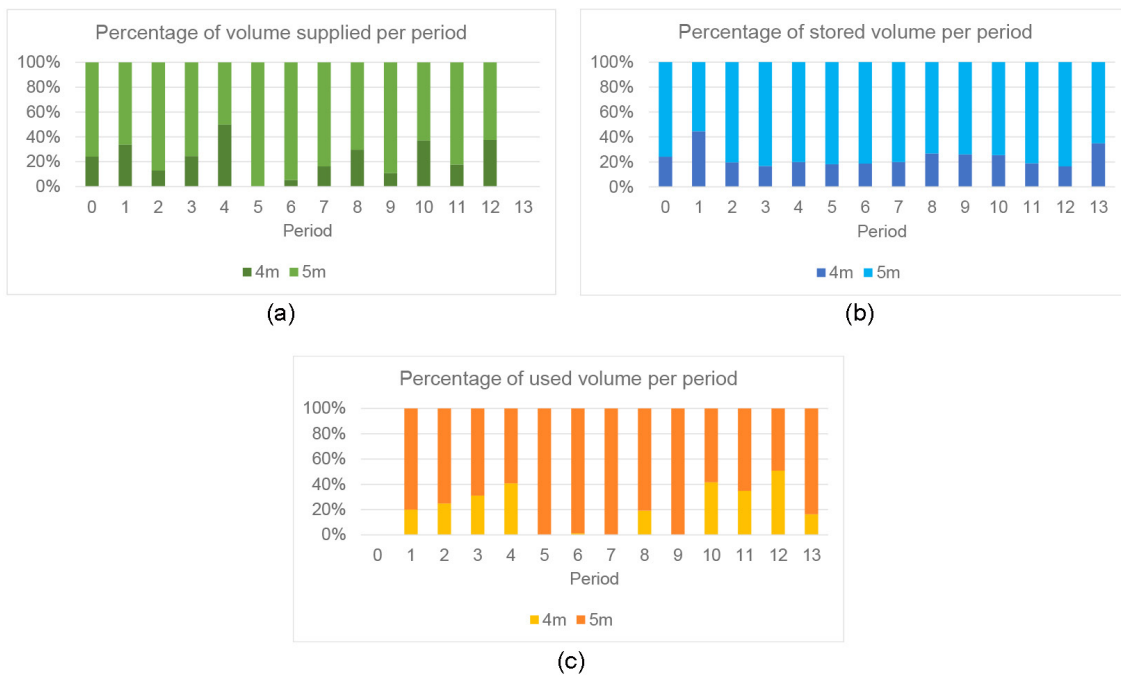 Percentage of volume supplied per period
100%
80%
60%
40%
20%
0%
0 1 2 3 4 5 6 7 8 9 10 11 12 13
Period
4m 5m
(a)
Percentage of stored volume per period
100%
80%
60%
40%
20%
0%
0 1 2 3 4 5 6 7 8 9 10 11 12 13
Period
4m 5m
(b)
Percentage of used volume per period
100%
80%
60%
40%
20%
0%
0 1 2 3 4 5 6 7 8 9 10 11 12 13
Period
4m 5m
(c)